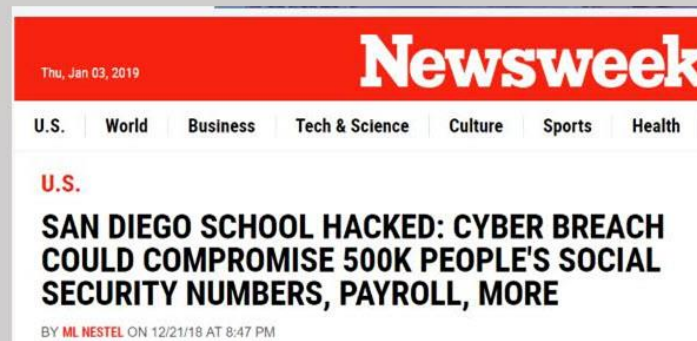 Thu, Jan 03, 2019
Newsweek
U.S. World Business Tech & Science Culture Sports Health
U.S.
SAN DIEGO SCHOOL HACKED: CYBER BREACH
COULD COMPROMISE 500K PEOPLE'S SOCIAL
SECURITY NUMBERS, PAYROLL, MORE
BY ML NESTEL ON 12/21/18 AT 8:47 PM